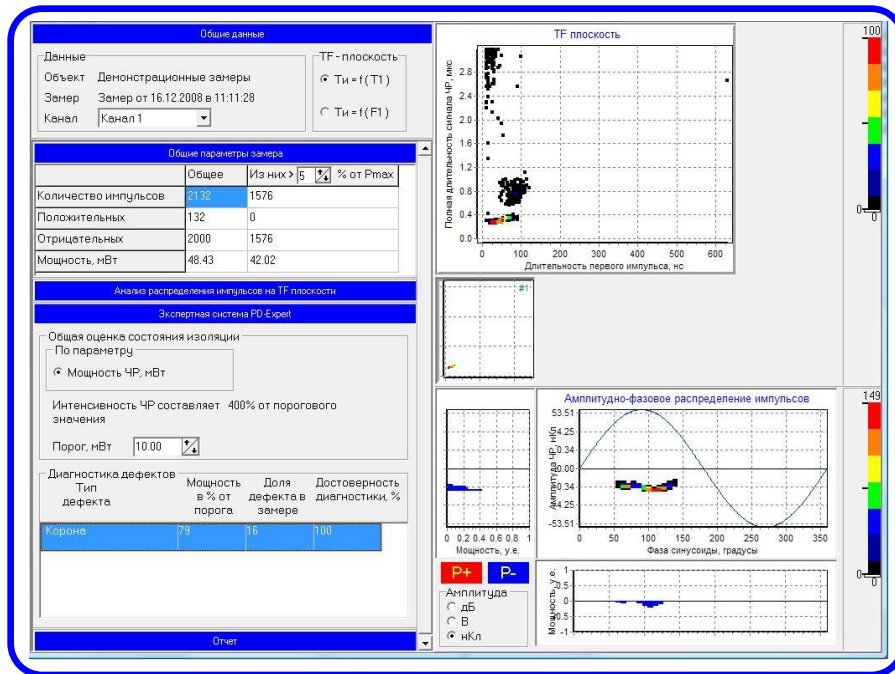 Общие данные
Данные
Объект Демонстрационные замеры
Замер Замер от 16.12.2008 в 11:11:28
Канал Канал 1
TF - плоскость
Tи = f ( T1 )
Tи = f ( F1 )
Общие параметры замера
Общее Из них > 5 % от Pmax
Количество импульсов 2132 1576
Положительных 132 0
Отрицательных 2000 1576
Мощность, мВт 48.43 42.02
Анализ распределения импульсов на TF плоскости
Экспертная система PD-Expert
Общая оценка состояния изоляции
По параметру
Мощность ЧР, мВт
Интенсивность ЧР составляет 400% от порогового
значения
Порог, мВт 10.00
Диагностика дефектов
Тип
дефекта
Мощность
в % от
порога
Доля
дефекта в
замере
Достоверность
диагностики, %
Корона 79 16 100
Отчет
TF плоскость
Полная длительность сигнала ЧР, мкс
2.8
2.4
2.0
1.6
1.2
0.8
0.4
0.0
0 100 200 300 400 500 600
Длительность первого импульса, нс
100
0
#1
0 0.2 0.4 0.6 0.8 1
Мощность, у.е.
Амплитудно-фазовое распределение импульсов
Амплитуда ЧР, нКл
53.51
4.25
0.34
0.00
0.34
4.25
-53.51
0 50 100 150 200 250 300 350
Фаза синусоиды, градусы
149
0
P+ P-
Амплитуда
дБ
В
нКл
Мощность, у.е.
1
0.5
0
0.5
-1